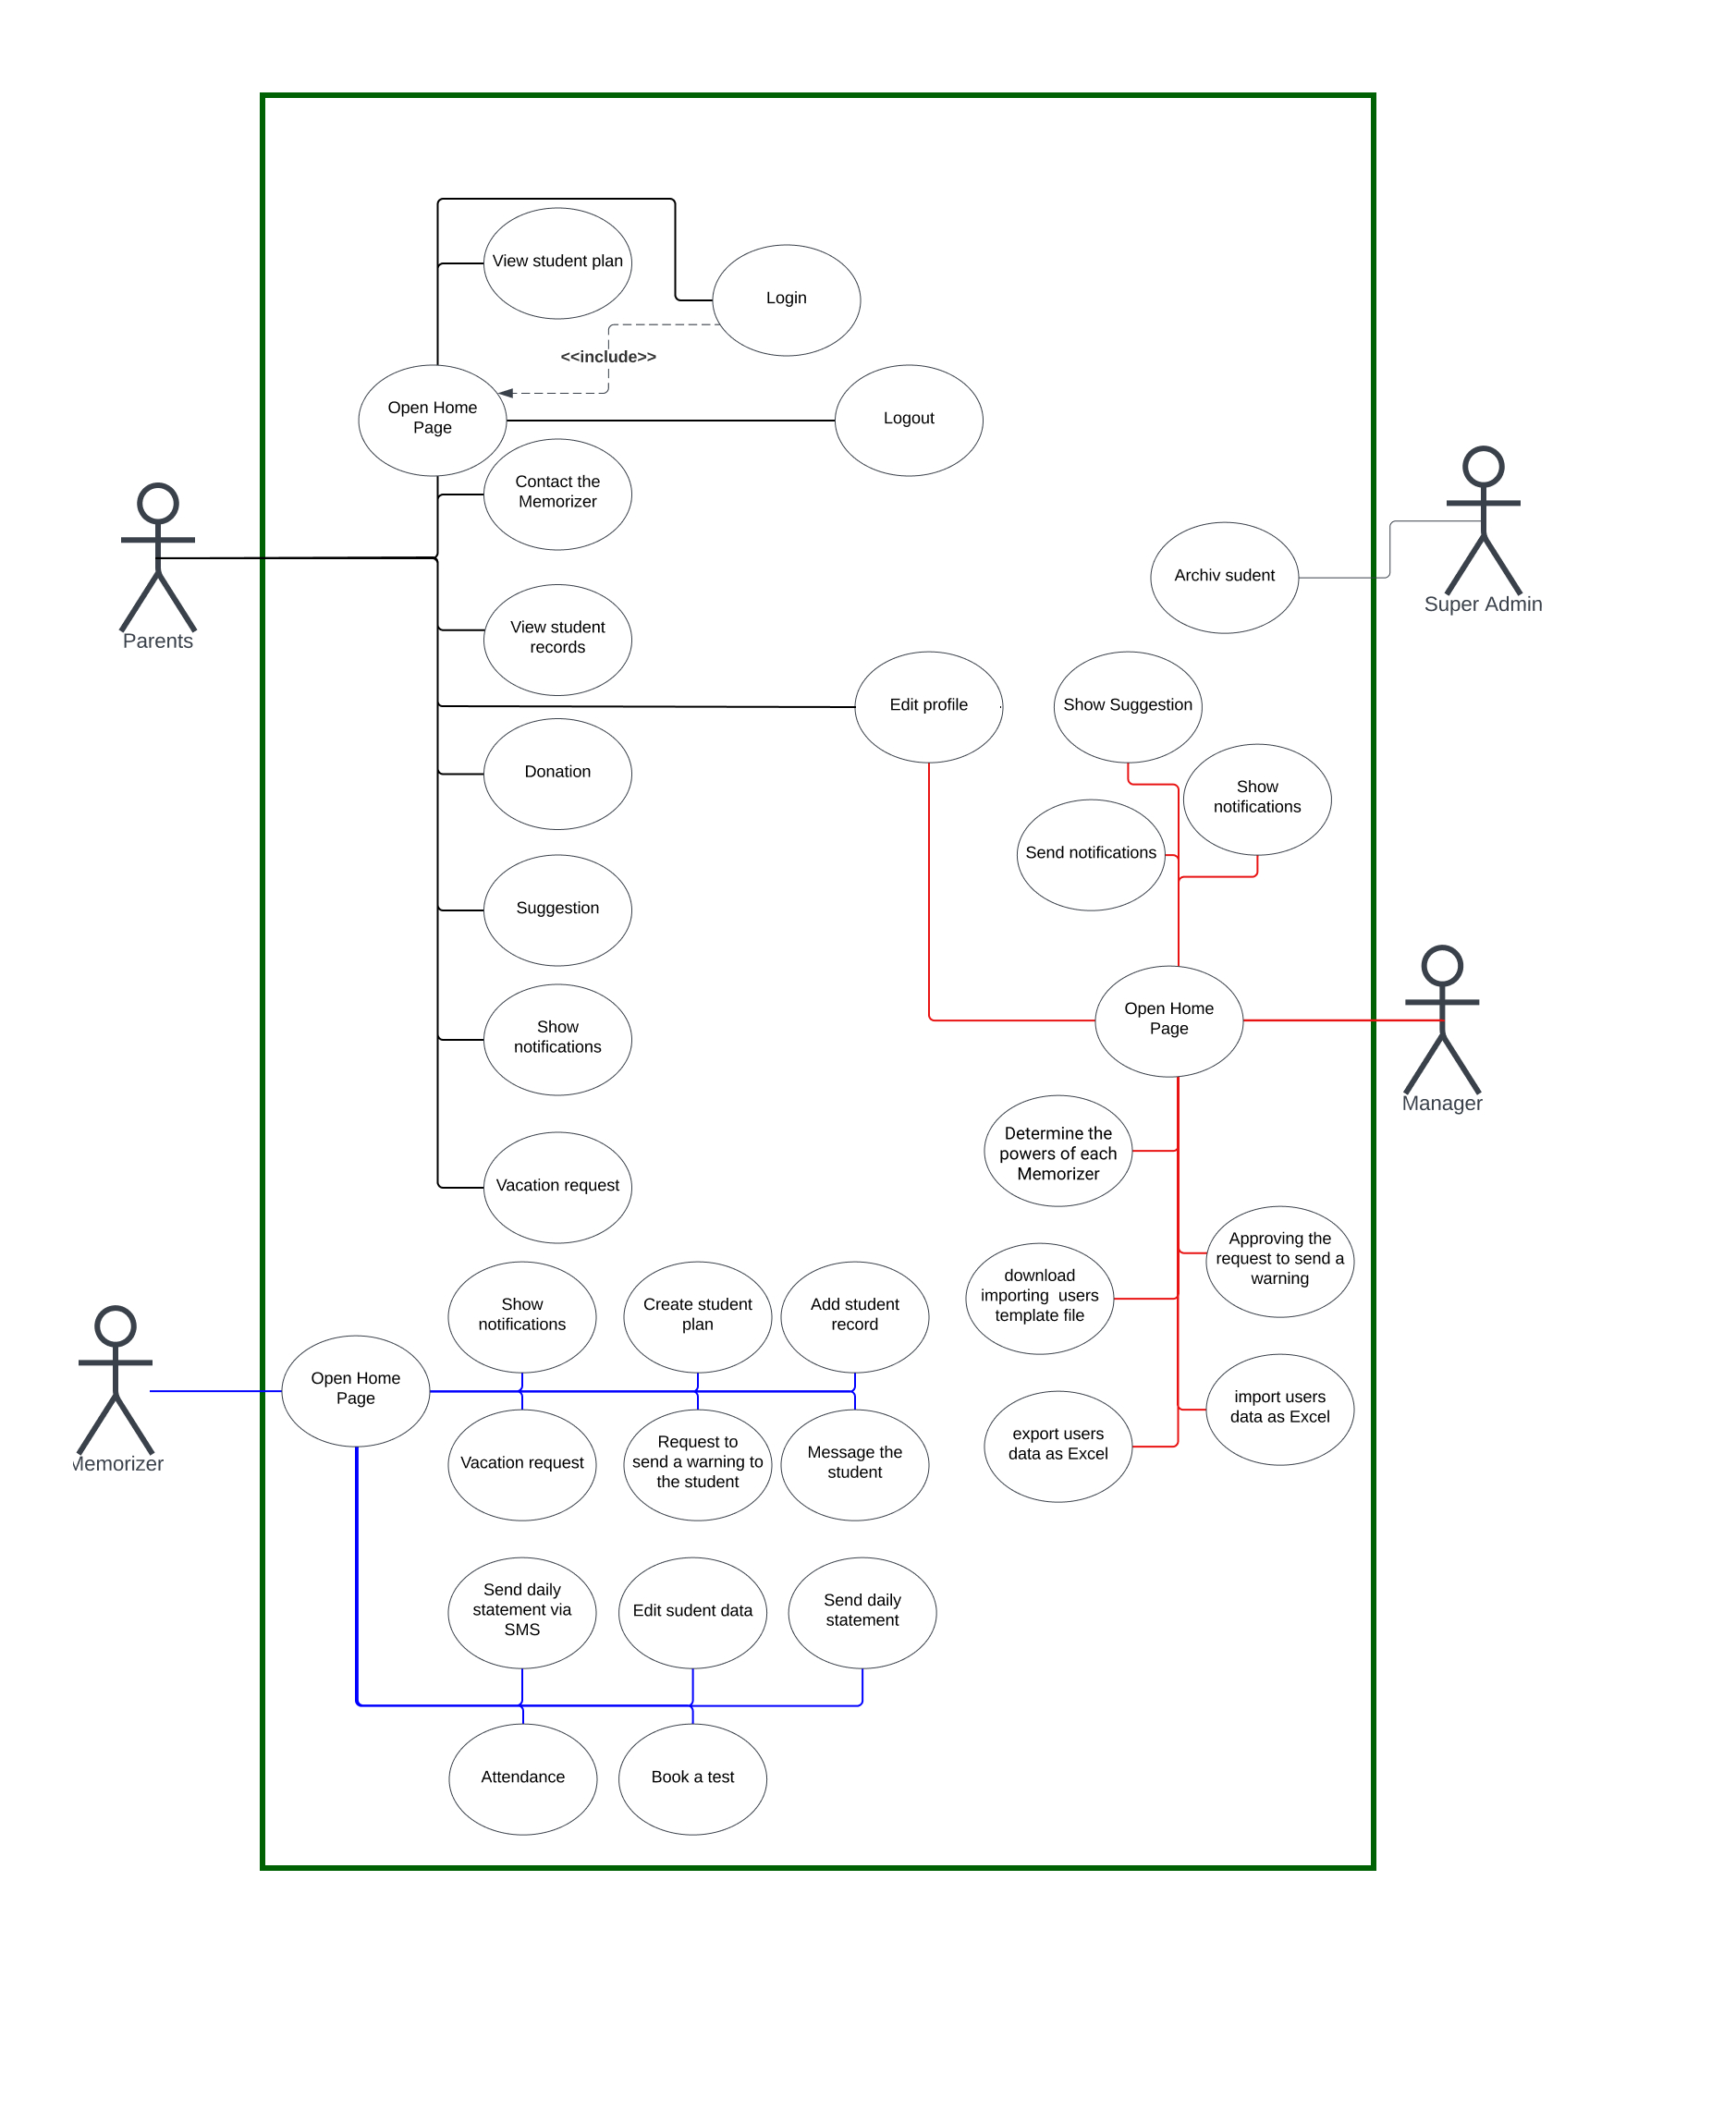 View student plan
Login
<<include>>
Open Home
Page
Logout
Contact the
Memorizer
Archiv sudent
Super Admin
Parents
View student
records
Edit profile
Show Suggestion
Donation
Show
notifications
Send notifications
Suggestion
Open Home
Page
Show
notifications
Manager
Determine the
powers of each
Memorizer
Vacation request
Approving the
request to send a
warning
download
importing  users
template file
Show
notifications
Create student
plan
Add student
record
Open Home
Page
import users
data as Excel
export users
data as Excel
Memorizer
Vacation request
Request to
send a warning to
the student
Message the
student
Send daily
statement via
SMS
Edit sudent data
Send daily
statement
Attendance
Book a test